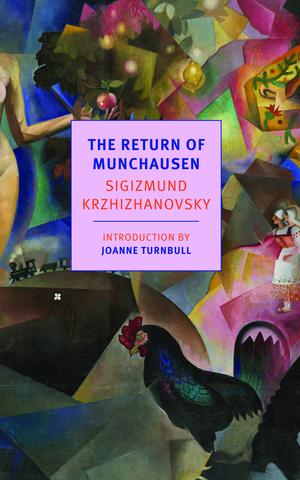 THE RETURN OF
MUNCHAUSEN
SIGIZMUND
KRZHIZHANOVSKY
INTRODUCTION BY
JOANNE TURNBULL